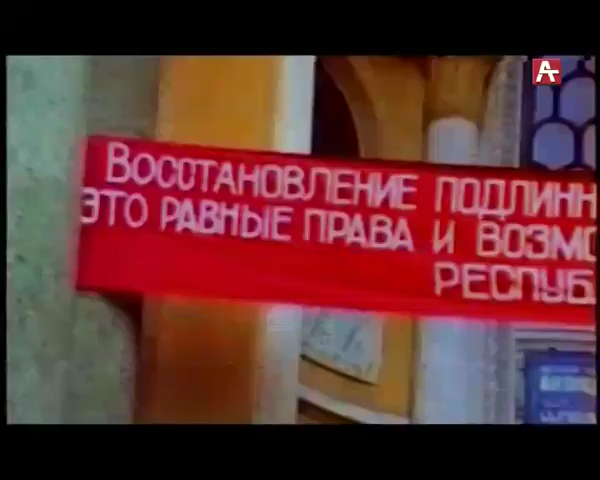 ВОССТАНОВЛЕНИЕ ПОДЛИНН
ЭТО РАВНЫЕ ПРАВА И ВОЗМО
РЕСПУБ